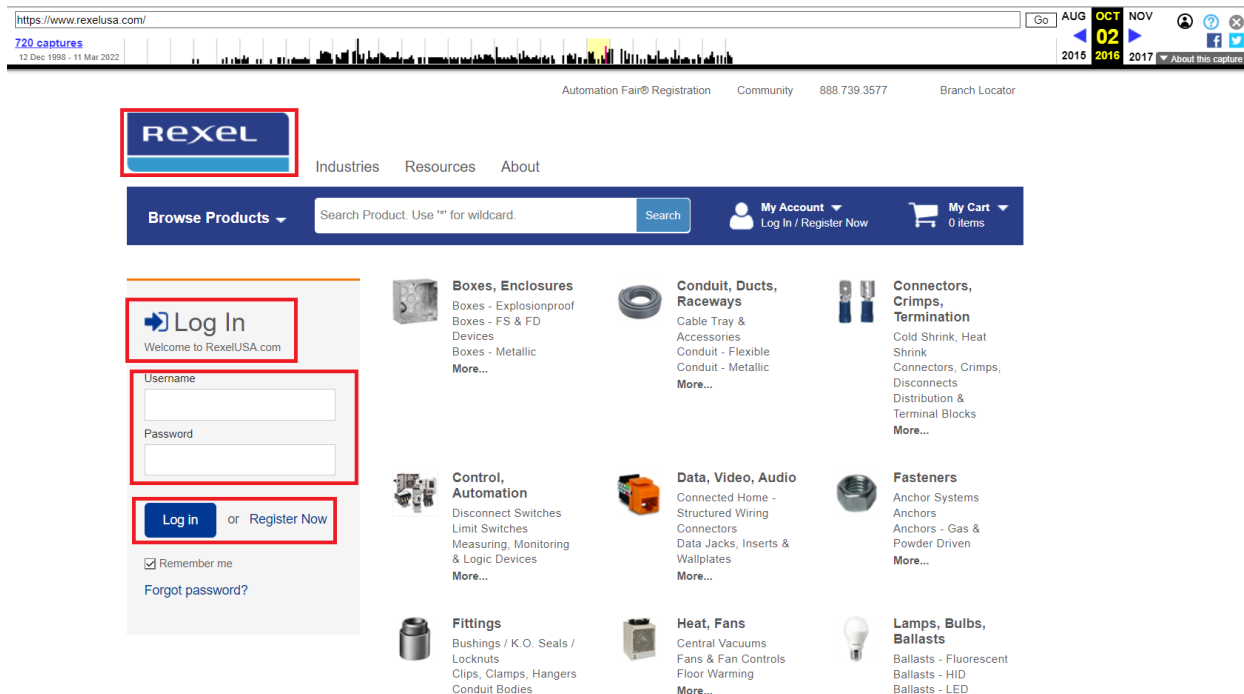 https://www.rexelusa.com/
Go
AUG OCT NOV
720 captures
02
12 Dec 1998 - 11 Mar 2022
2015 2016 2017
About this capture
Automation Fair® Registration Community 888.739.3577 Branch Locator
REXEL
Industries Resources About
Browse Products
Search Product. Use '*' for wildcard.
Search
My Account
Log In / Register Now
My Cart
0 items
Log In
Welcome to RexelUSA.com
Username
Password
Log in or Register Now
Remember me
Forgot password?
Boxes, Enclosures
Boxes - Explosionproof
Boxes - FS & FD
Devices
Boxes - Metallic
More...
Conduit, Ducts,
Raceways
Cable Tray &
Accessories
Conduit - Flexible
Conduit - Metallic
More...
Connectors,
Crimps,
Termination
Cold Shrink, Heat
Shrink
Connectors, Crimps,
Disconnects
Distribution &
Terminal Blocks
More...
Control,
Automation
Disconnect Switches
Limit Switches
Measuring, Monitoring
& Logic Devices
More...
Data, Video, Audio
Connected Home -
Structured Wiring
Connectors
Data Jacks, Inserts &
Wallplates
More...
Fasteners
Anchor Systems
Anchors
Anchors - Gas &
Powder Driven
More...
Fittings
Bushings / K.O. Seals /
Locknuts
Clips, Clamps, Hangers
Conduit Bodies
Heat, Fans
Central Vacuums
Fans & Fan Controls
Floor Warming
More...
Lamps, Bulbs,
Ballasts
Ballasts - Fluorescent
Ballasts - HID
Ballasts - LED